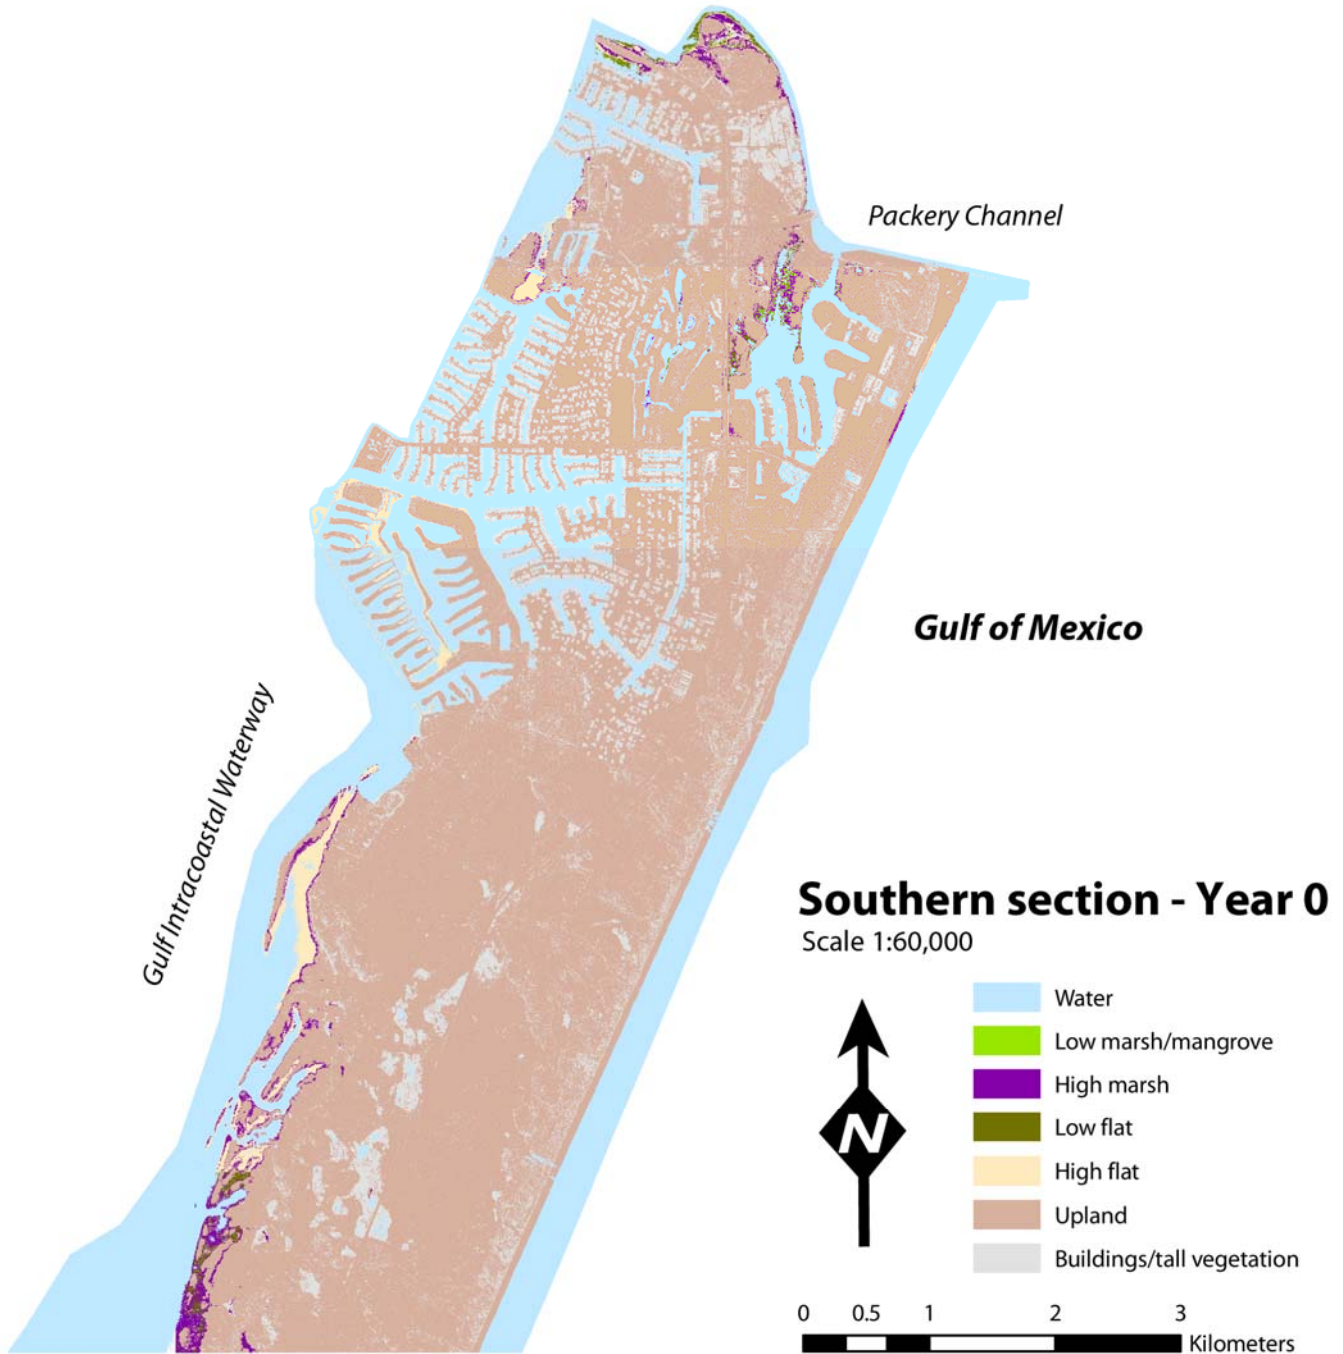 Packery Channel
Gulf of Mexico
Gulf Intracoastal Waterway
Southern section - Year 0
Scale 1:60,000
Water
Low marsh/mangrove
High marsh
Low flat
High flat
Upland
Buildings/tall vegetation
N
0 0.5 1 2 3
Kilometers